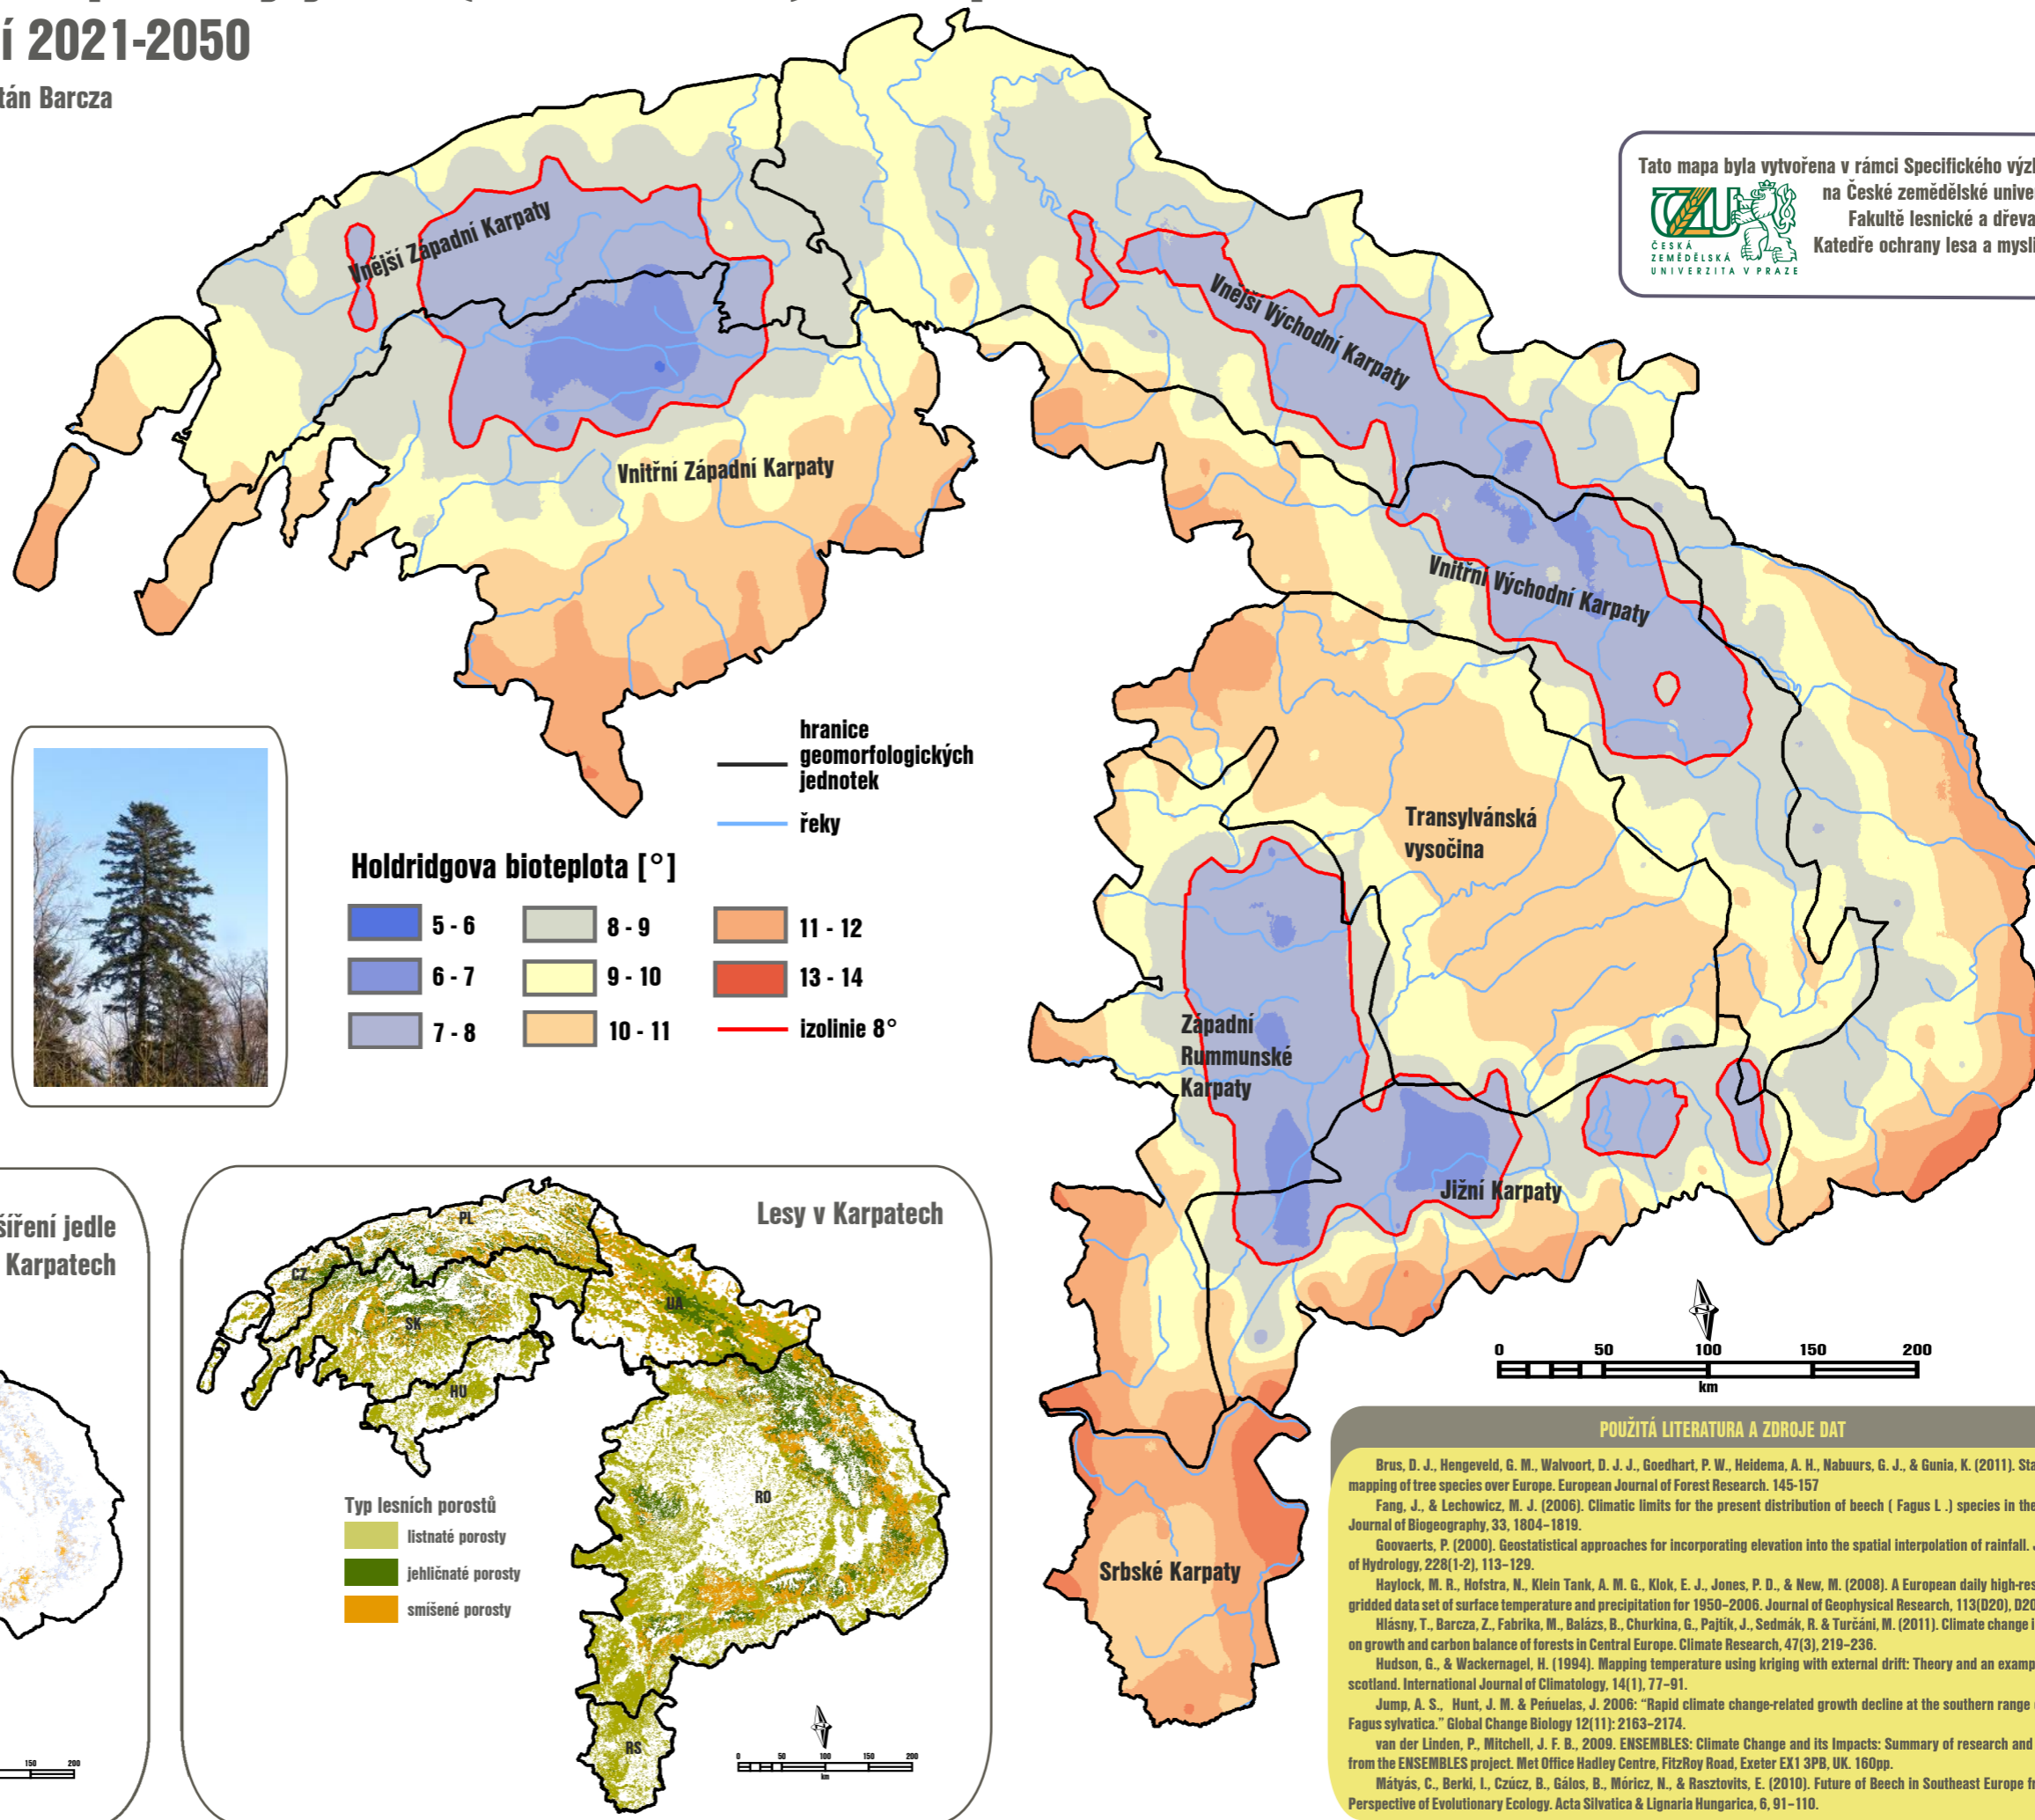 í 2021-2050
tán Barcza
Tato mapa byla vytvořena v rámci Specifického
na České zemědělské
Fakultě lesnické a
Katedře ochrany lesa a
ČZU
ČESKÁ
ZEMĚDĚLSKÁ
UNIVERZITA V PRAZE
Vnější Západní Karpaty
Vnitřní Západní Karpaty
Vnější Východní Karpaty
Vnitřní Východní Karpaty
Transylvánská
vysočina
Západní
Rummunské
Karpaty
Jižní Karpaty
Srbské Karpaty
hranice
geomorfologických
jednotek
řeky
Holdridgova bioteplota [°]
5 - 6
6 - 7
7 - 8
8 - 9
9 - 10
10 - 11
11 - 12
13 - 14
izolinie 8°
0 50 100 150 200
km
šíření jedle
Karpatech
150 200
Lesy v Karpatech
PL
CZ
SK
HU
UA
RO
RS
Typ lesních porostů
listnaté porosty
jehličnaté porosty
smíšené porosty
0 50 100 150 200
km
POUŽITÁ LITERATURA A ZDROJE DAT
Brus, D. J., Hengeveld, G. M., Walvoort, D. J. J., Goedhart, P. W., Heidema, A. H., Nabuurs, G. J., & Gunia, K. (2011). Sta
mapping of tree species over Europe. European Journal of Forest Research. 145-157
Fang, J., & Lechowicz, M. J. (2006). Climatic limits for the present distribution of beech ( Fagus L .) species in the
Journal of Biogeography, 33, 1804–1819.
Goovaerts, P. (2000). Geostatistical approaches for incorporating elevation into the spatial interpolation of rainfall. J
of Hydrology, 228(1-2), 113–129.
Haylock, M. R., Hofstra, N., Klein Tank, A. M. G., Klok, E. J., Jones, P. D., & New, M. (2008). A European daily high-res
gridded data set of surface temperature and precipitation for 1950–2006. Journal of Geophysical Research, 113(D20), D20
Hlásny, T., Barcza, Z., Fabrika, M., Balázs, B., Churkina, G., Pajtík, J., Sedmák, R. & Turčáni, M. (2011). Climate change i
on growth and carbon balance of forests in Central Europe. Climate Research, 47(3), 219–236.
Hudson, G., & Wackernagel, H. (1994). Mapping temperature using kriging with external drift: Theory and an examp
scotland. International Journal of Climatology, 14(1), 77–91.
Jump, A. S., Hunt, J. M. & Peńuelas, J. 2006: “Rapid climate change-related growth decline at the southern range
Fagus sylvatica.” Global Change Biology 12(11): 2163–2174.
van der Linden, P., Mitchell, J. F. B., 2009. ENSEMBLES: Climate Change and its Impacts: Summary of research and
from the ENSEMBLES project. Met Office Hadley Centre, FitzRoy Road, Exeter EX1 3PB, UK. 160pp.
Mátyás, C., Berki, I., Czúcz, B., Gálos, B., Móricz, N., & Rasztovits, E. (2010). Future of Beech in Southeast Europe fr
Perspective of Evolutionary Ecology. Acta Silvatica & Lignaria Hungarica, 6, 91–110.